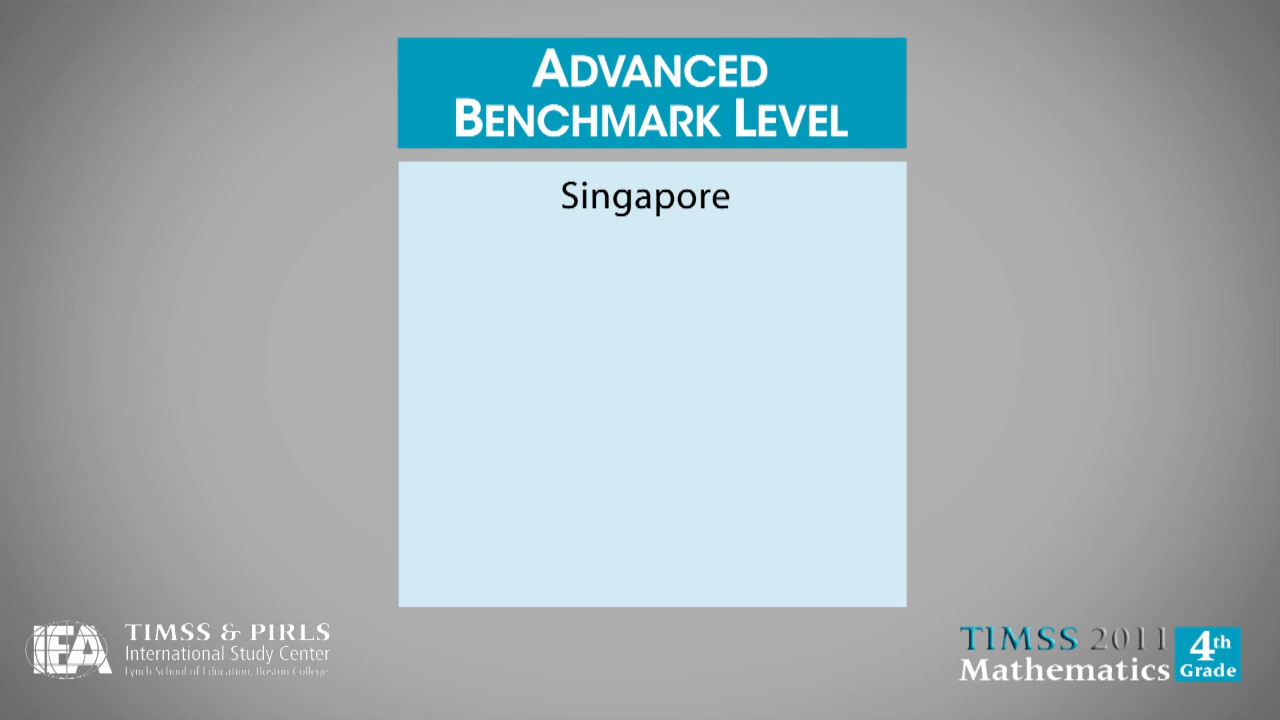 ADVANCED
BENCHMARK LEVEL
Singapore
IEA
TIMSS & PIRLS
International Study Center
Lynch School of Education, Boston College
TIMSS 2011
Mathematics
4th
Grade